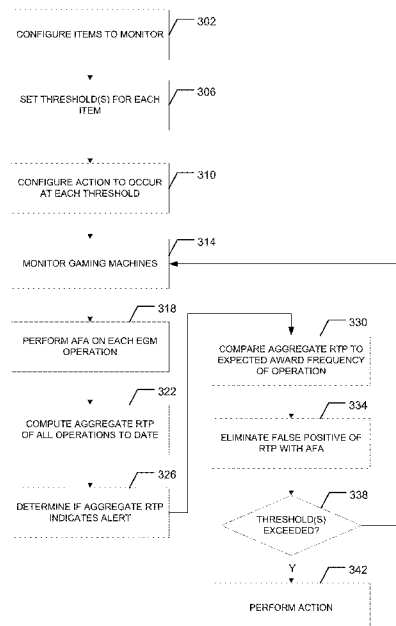 302
CONFIGURE ITEMS TO MONITOR
306
SET THRESHOLD(S) FOR EACH
ITEM
310
CONFIGURE ACTION TO OCCUR
AT EACH THRESHOLD
314
MONITOR GAMING MACHINES
318
PERFORM AFA ON EACH EGM
OPERATION
322
COMPUTE AGGREGATE RTP
OF ALL OPERATIONS TO DATE
326
DETERMINE IF AGGREGATE RTP
INDICATES ALERT
330
COMPARE AGGREGATE RTP TO
EXPECTED AWARD FREQUENCY
OF OPERATION
334
ELIMINATE FALSE POSITIVE OF
RTP WITH AFA
338
THRESHOLD(S)
EXCEEDED?
Y
342
PERFORM ACTION